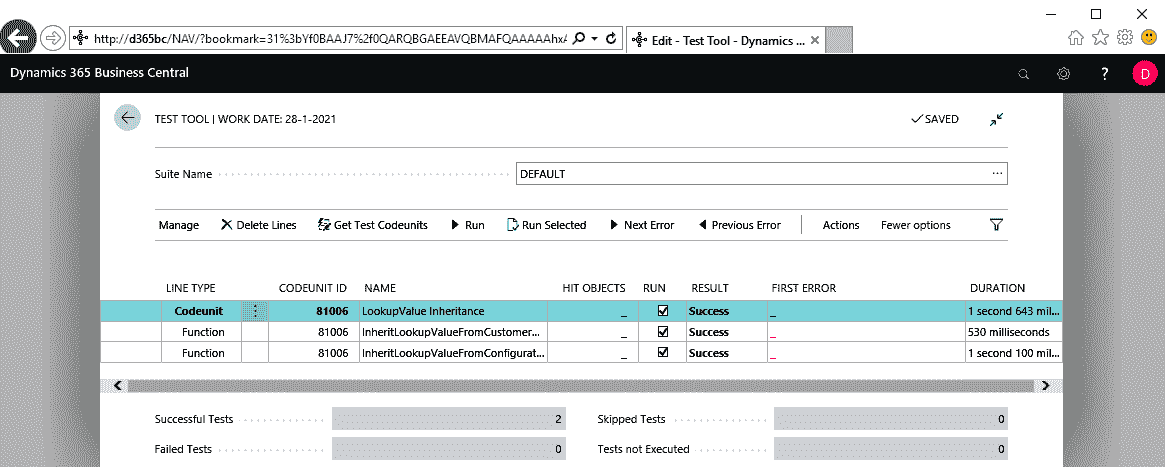 http://d365bc/NAV/?bookmark=31%3bYf0BAAJ7%2f0QARQBGAEEAVQBMAFQAAAAAhxA
Edit - Test Tool - Dynamics ...
Dynamics 365 Business Central
?
D
TEST TOOL | WORK DATE: 28-1-2021
SAVED
Suite Name
DEFAULT
...
Manage
Delete Lines
Get Test Codeunits
Run
Run Selected
Next Error
Previous Error
Actions
Fewer options
LINE TYPE CODEUNIT ID NAME HIT OBJECTS RUN RESULT FIRST ERROR DURATION
Codeunit 81006 LookupValue Inheritance _ Success _ 1 second 643 mil...
Function 81006 InheritLookupValueFromCustomer... _ Success _ 530 milliseconds
Function 81006 InheritLookupValueFromConfigurat... _ Success _ 1 second 100 mil...
Successful Tests 2
Skipped Tests 0
Failed Tests 0
Tests not Executed 0